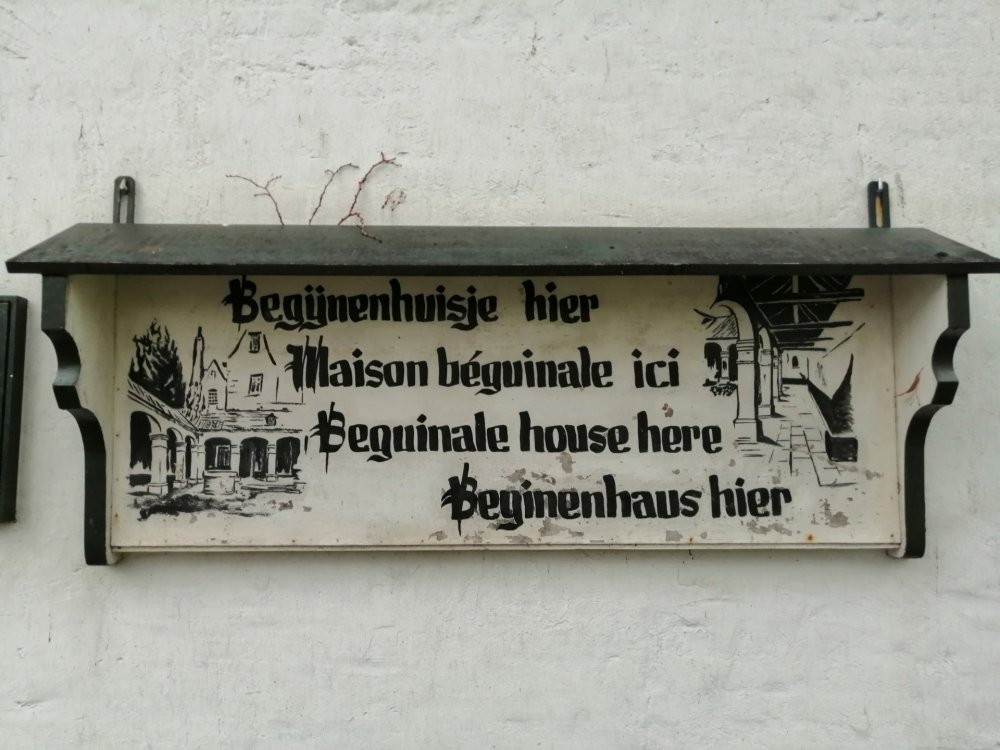 Begijnenhuisje hier
Maison béguinale ici
Beguinale house here
Beginenhaus hier